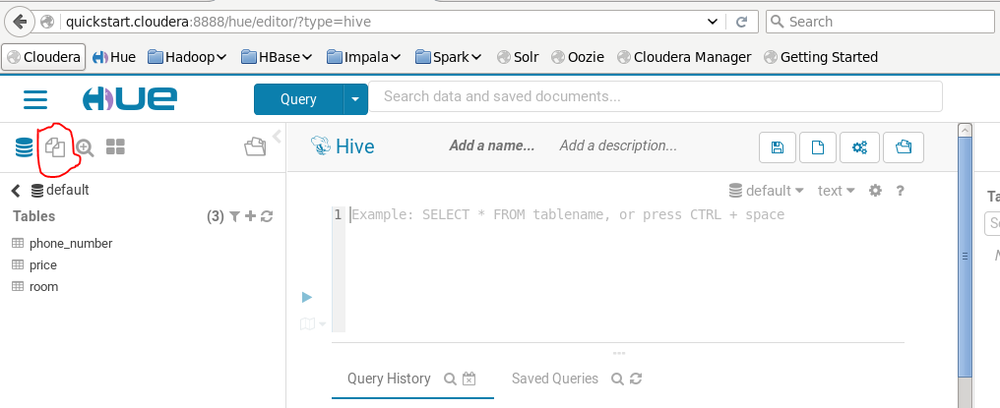 quickstart.cloudera:8888/hue/editor/?type=hive
Search
Cloudera Hue Hadoop HBase Impala Spark Solr Oozie Cloudera Manager Getting Started
HUE Query Search data and saved documents...
Hive Add a name... Add a description...
default
default text ?
Tables (3)
1 Example: SELECT * FROM tablename, or press CTRL + space
phone_number
price
room
Query History Saved Queries
Ta